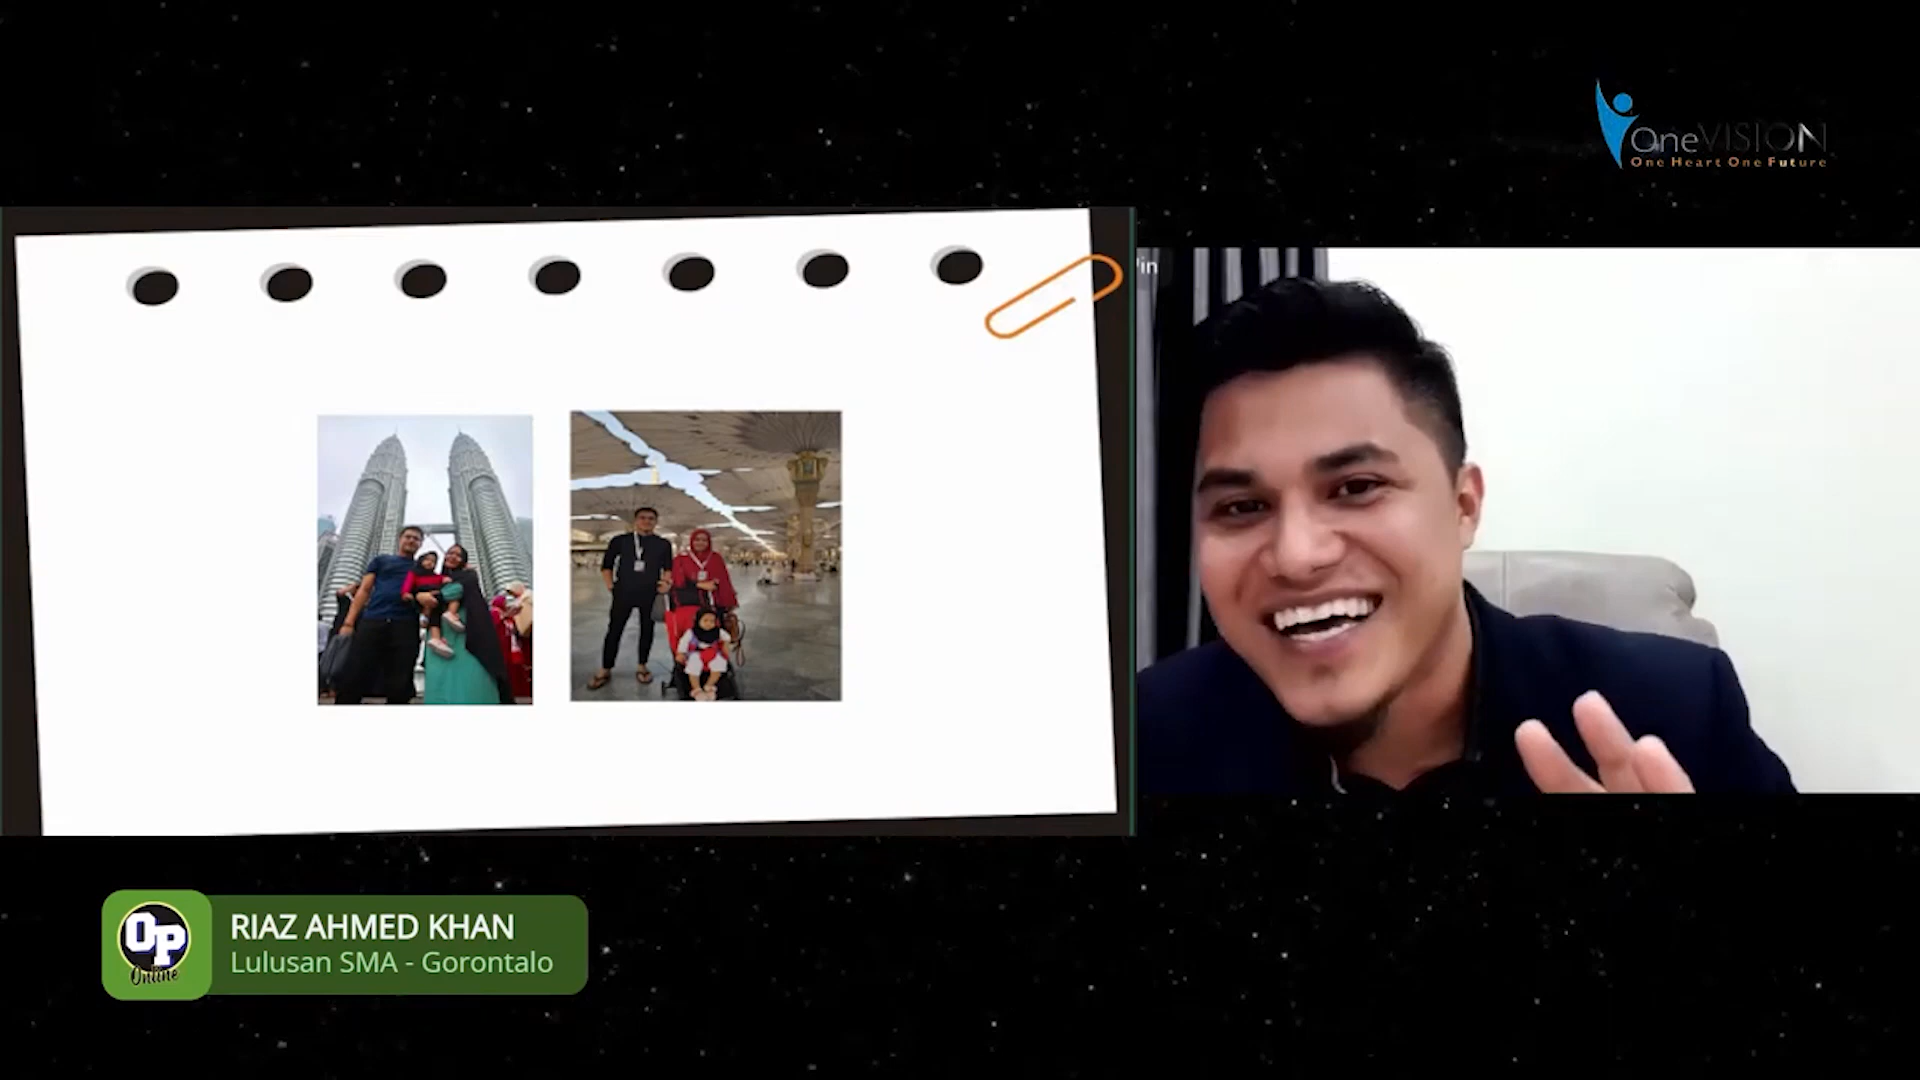 OneVISION
One Heart One Future
OP
Online
RIAZ AHMED KHAN
Lulusan SMA - Gorontalo